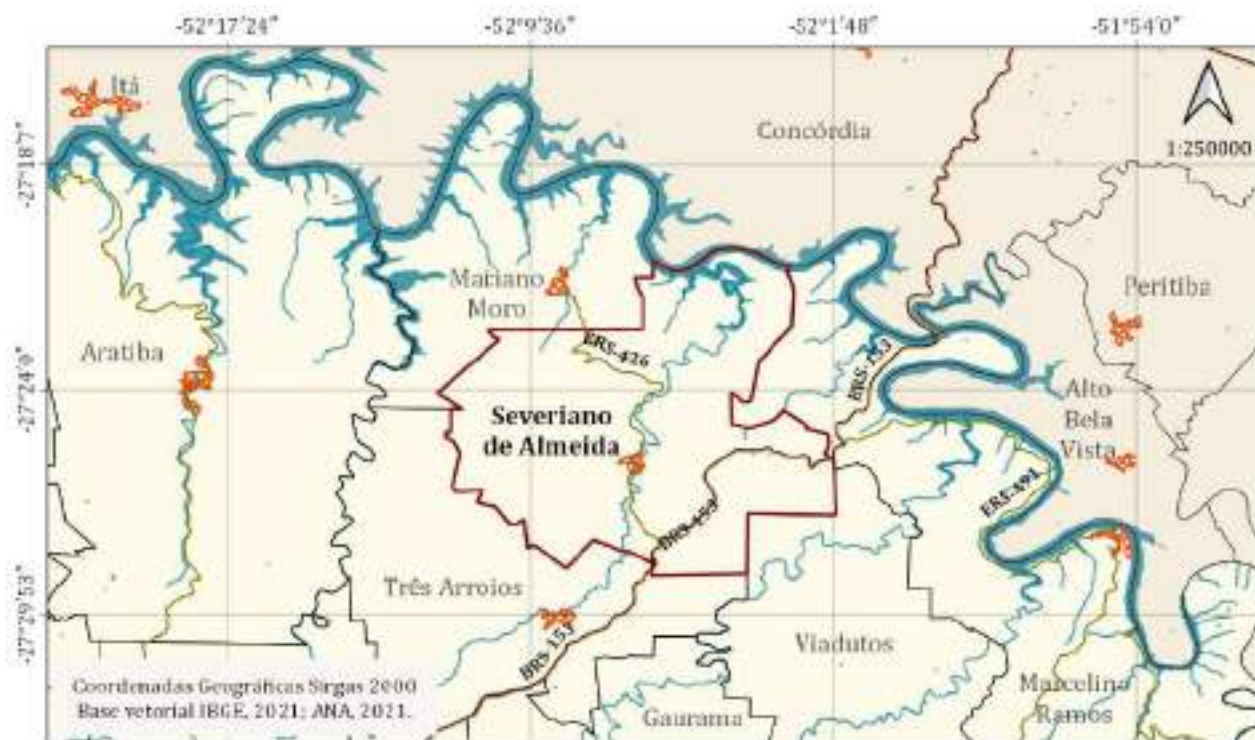 -52°17'24"
-52°9'36"
-52°1'48"
-51°54'0"
Itá
Concórdia
1:250000
-27°18'7"
Mariano
Moro
Peritiba
Aratiba
ERS-426
BRS-153
-27°24'0"
Severiano
de Almeida
Alto
Bela
Vista
ERS-491
BRS-153
Três Arroios
-27°29'53"
BRS 153
Viadutos
Coordenadas Geográficas Sirgas 2000
Base vetorial IBGE, 2021; ANA, 2021.
Marcelino
Ramos
Gaurama